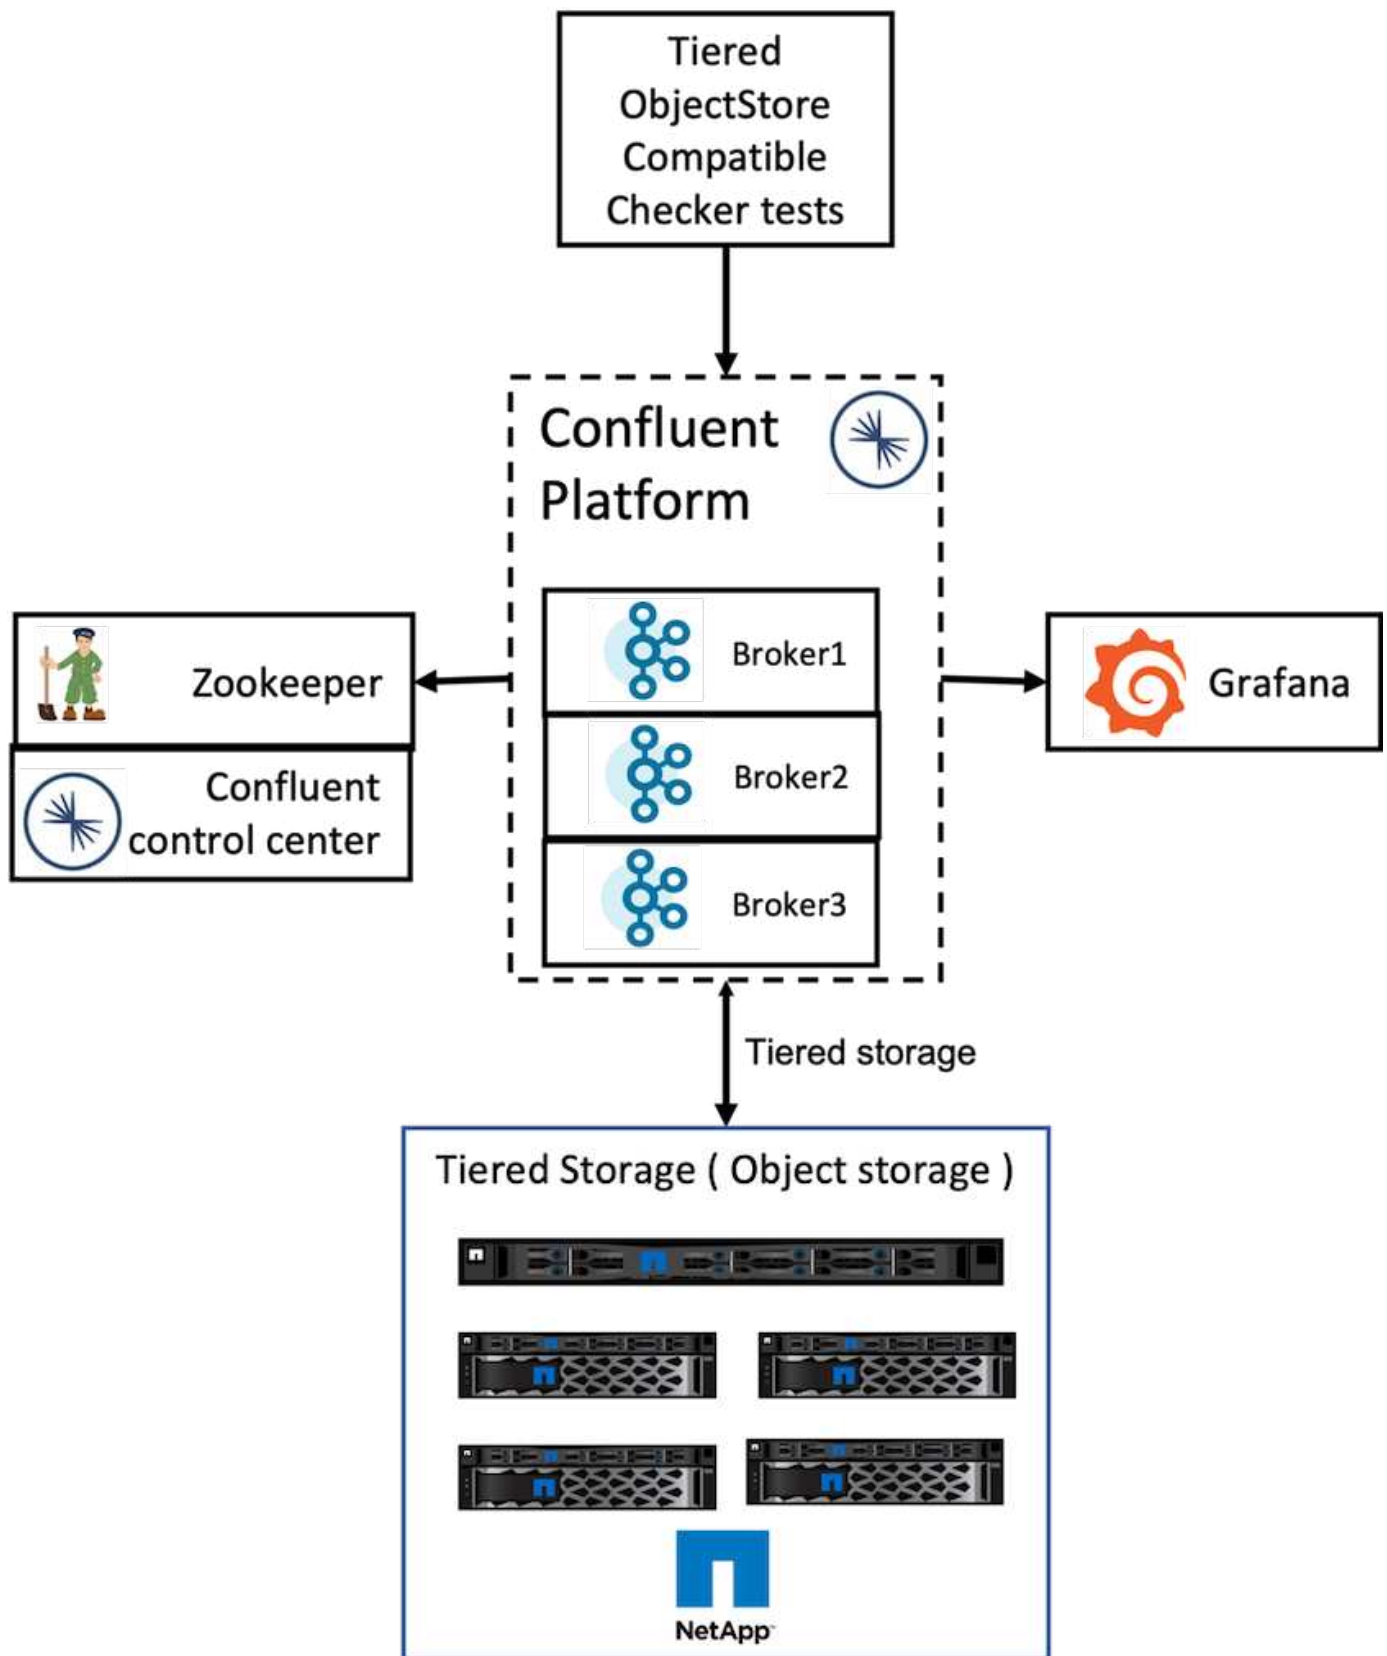 Tiered
ObjectStore
Compatible
Checker tests
Confluent
Platform
Broker1
Zookeeper
Grafana
Broker2
Confluent
control center
Broker3
Tiered storage
Tiered Storage ( Object storage )
NetApp™